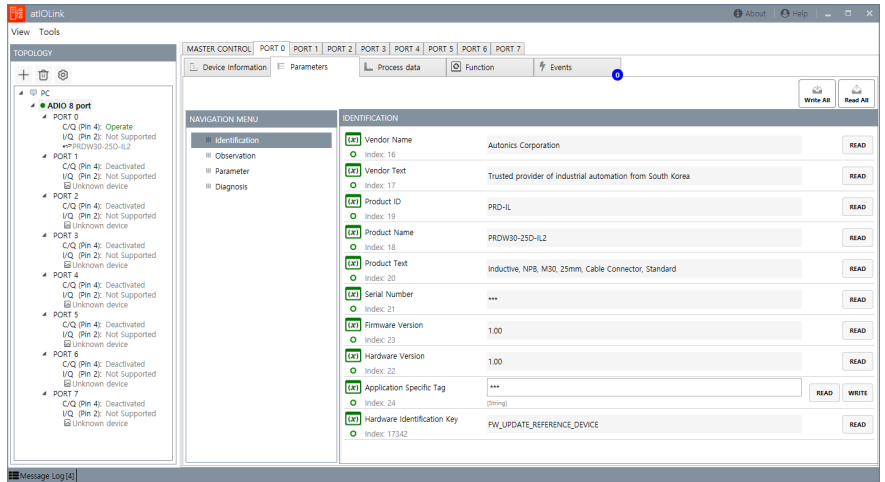 atIOLink
About
Help
View Tools
TOPOLOGY
PC
ADIO 8 port
PORT 0
C/Q (Pin 4): Operate
I/Q (Pin 2): Not Supported
PRDW30-25D-IL2
PORT 1
C/Q (Pin 4): Deactivated
I/Q (Pin 2): Not Supported
Unknown device
PORT 2
C/Q (Pin 4): Deactivated
I/Q (Pin 2): Not Supported
Unknown device
PORT 3
C/Q (Pin 4): Deactivated
I/Q (Pin 2): Not Supported
Unknown device
PORT 4
C/Q (Pin 4): Deactivated
I/Q (Pin 2): Not Supported
Unknown device
PORT 5
C/Q (Pin 4): Deactivated
I/Q (Pin 2): Not Supported
Unknown device
PORT 6
C/Q (Pin 4): Deactivated
I/Q (Pin 2): Not Supported
Unknown device
PORT 7
C/Q (Pin 4): Deactivated
I/Q (Pin 2): Not Supported
Unknown device
MASTER CONTROL PORT 0 PORT 1 PORT 2 PORT 3 PORT 4 PORT 5 PORT 6 PORT 7
Device Information Parameters Process data Function Events
0
Write All Read All
NAVIGATION MENU
Identification
Observation
Parameter
Diagnosis
IDENTIFICATION
(x) Vendor Name Autonics Corporation READ
Index: 16
(x) Vendor Text Trusted provider of industrial automation from South Korea READ
Index: 17
(x) Product ID PRD-IL READ
Index: 19
(x) Product Name PRDW30-25D-IL2 READ
Index: 18
(x) Product Text Inductive, NPB, M30, 25mm, Cable Connector, Standard READ
Index: 20
(x) Serial Number *** READ
Index: 21
(x) Firmware Version 1.00 READ
Index: 23
(x) Hardware Version 1.00 READ
Index: 22
(x) Application Specific Tag *** READ WRITE
Index: 24 [String]
(x) Hardware Identification Key FW_UPDATE_REFERENCE_DEVICE READ
Index: 17342
Message Log[4]